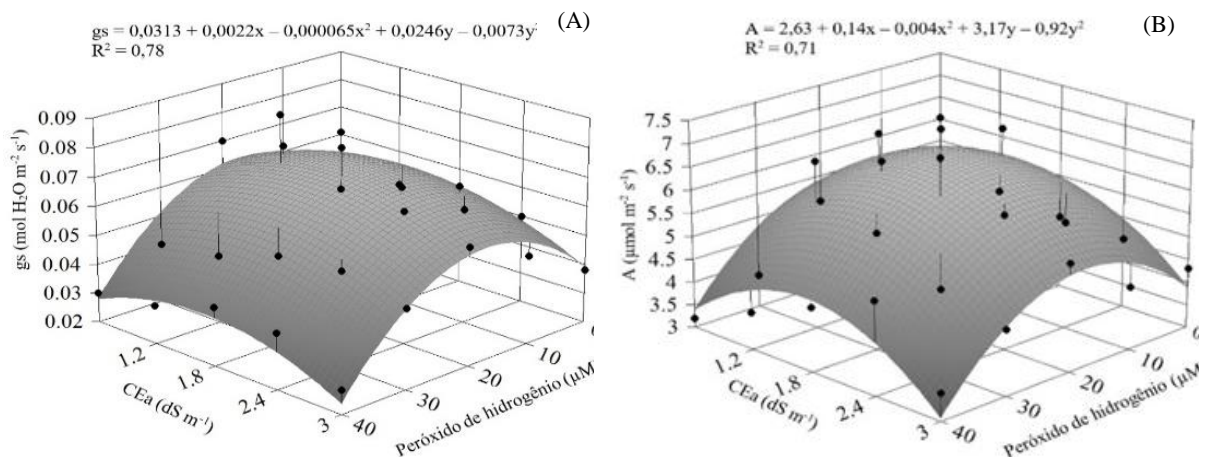 (A)
gs = 0,0313 + 0,0022x – 0,000065x² + 0,0246y – 0,0073y²
R² = 0,78
gs (mol H₂O m⁻² s⁻¹)
0.09
0.08
0.07
0.06
0.05
0.04
0.03
0.02
1.2
1.8
2.4
3
CEa (dS m⁻¹)
40
30
20
10
Peróxido de hidrogênio (µM
(B)
A = 2,63 + 0,14x – 0,004x² + 3,17y – 0,92y²
R² = 0,71
A (µmol m⁻² s⁻¹)
7.5
7
6.5
6
5.5
5
4.5
4
3.5
3
1.2
1.8
2.4
3
CEa (dS m⁻¹)
40
30
20
10
Peróxido de hidrogênio (µM